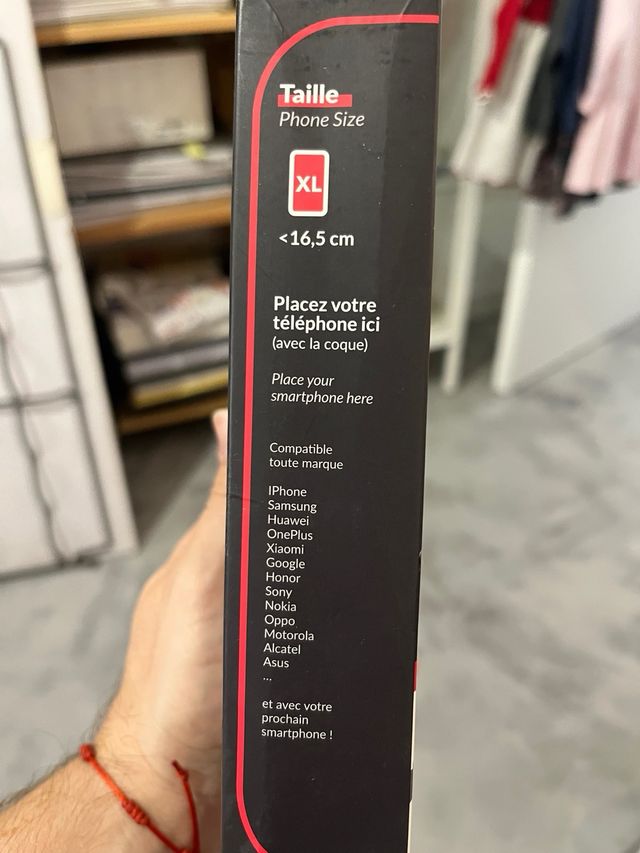 Taille
Phone Size
XL
<16,5 cm
Placez votre
téléphone ici
(avec la coque)
Place your
smartphone here
Compatible
toute marque
IPhone
Samsung
Huawei
OnePlus
Xiaomi
Google
Honor
Sony
Nokia
Oppo
Motorola
Alcatel
Asus
...
et avec votre
prochain
smartphone !